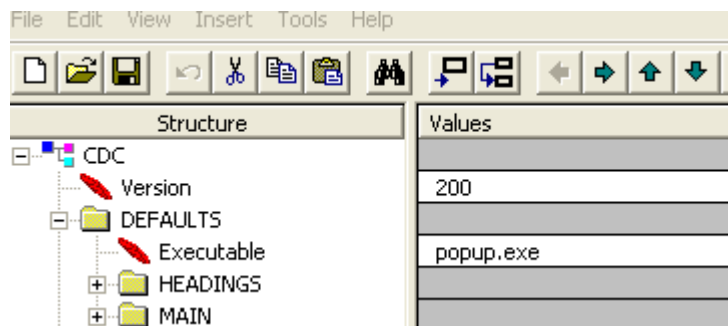 File Edit View Insert Tools Help
Structure Values
CDC
Version 200
DEFAULTS
Executable popup.exe
HEADINGS
MAIN